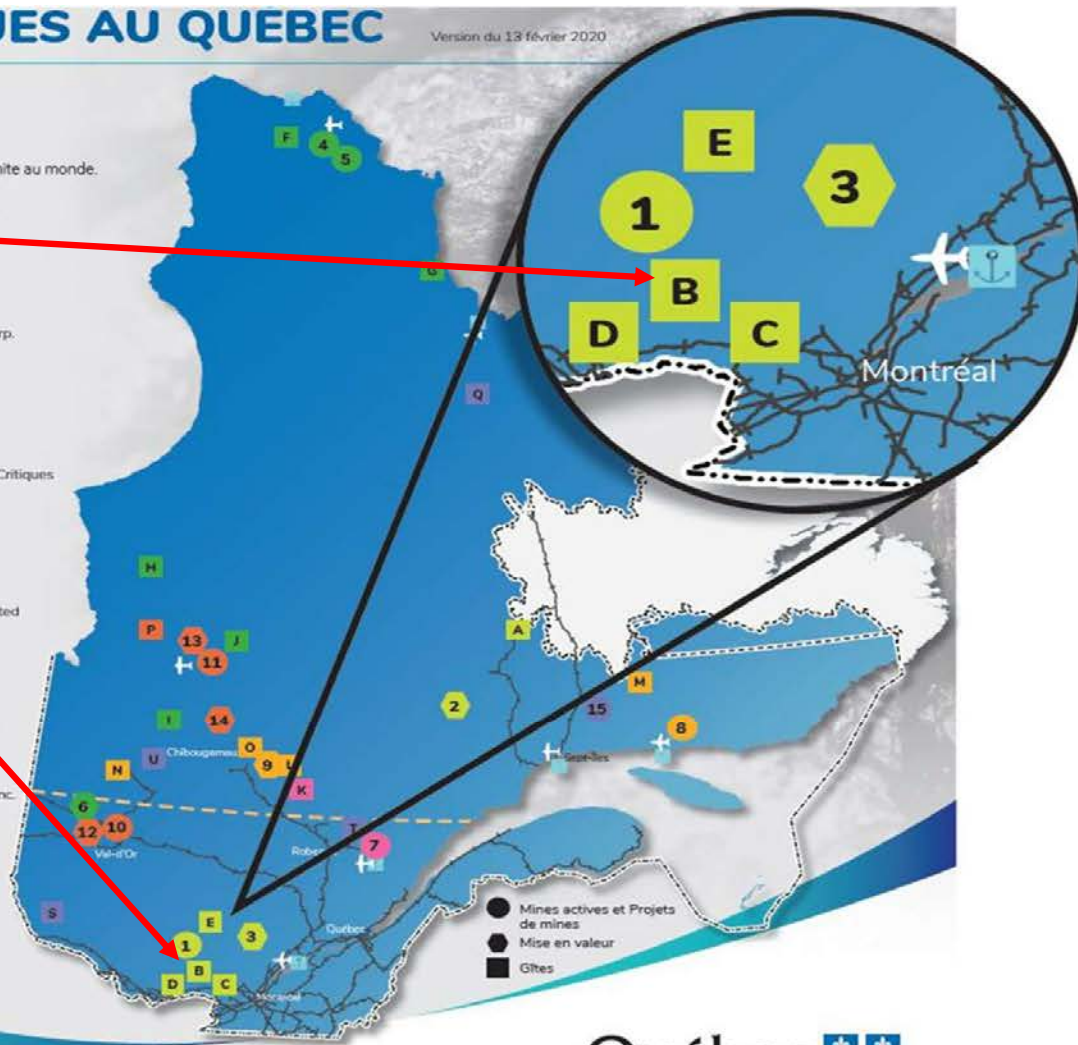 UES AU QUÉBEC
Version du 13 février 2020
ite au monde.
rp.
Critiques
ted
nc.
E
1
3
B
D
C
Montréal
F
4
5
G
Q
H
P
13
J
11
A
M
2
15
I
14
8
U
Chibougamau
O
9
N
K
Sept-Îles
6
12
10
Val-d'Or
T
7
S
E
1
3
Québec
B
D
C
Montréal
Mines actives et Projets
de mines
Mise en valeur
Gîtes